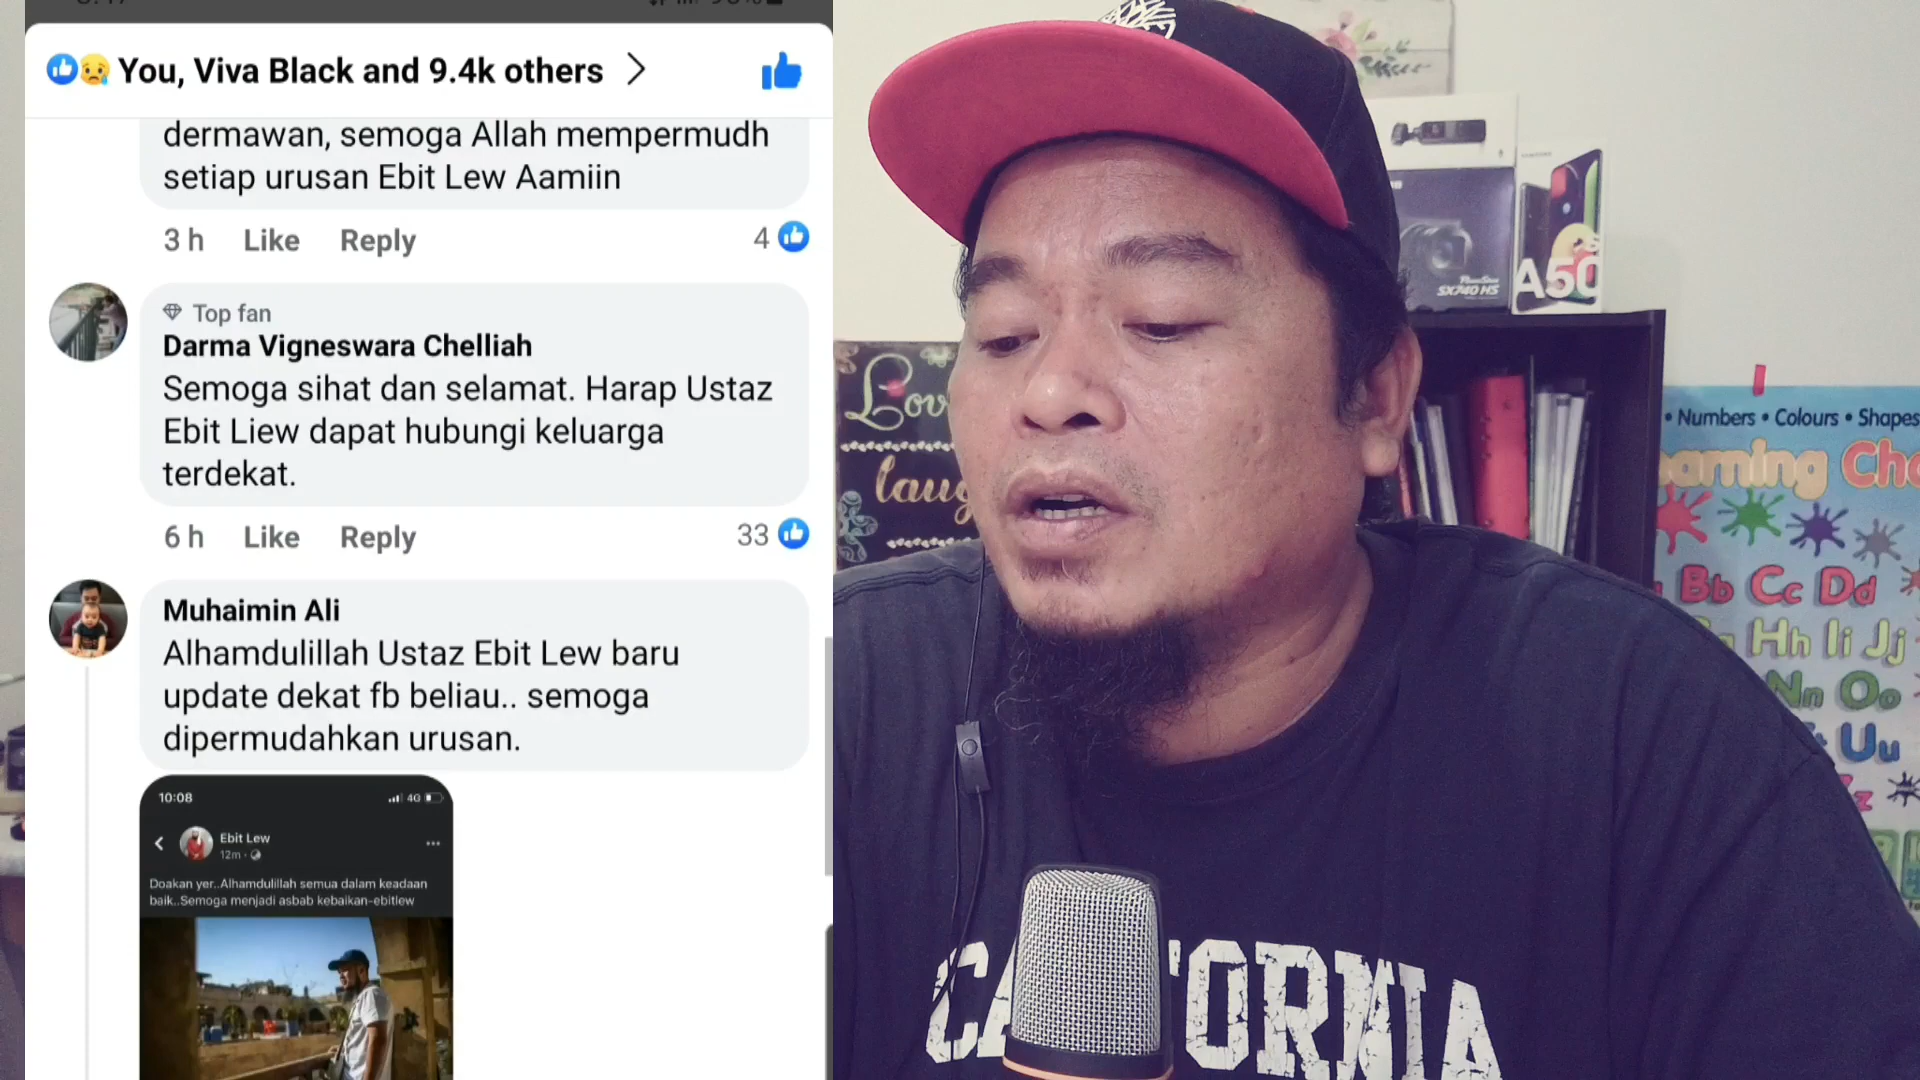 You, Viva Black and 9.4k others
dermawan, semoga Allah mempermudh
setiap urusan Ebit Lew Aamiin
3 h Like Reply 4
Top fan
Darma Vigneswara Chelliah
Semoga sihat dan selamat. Harap Ustaz
Ebit Liew dapat hubungi keluarga
terdekat.
6 h Like Reply 33
Muhaimin Ali
Alhamdulillah Ustaz Ebit Lew baru
update dekat fb beliau.. semoga
dipermudahkan urusan.
10:08 4G
Ebit Lew
12m
Doakan yer..Alhamdulillah semua dalam keadaan
baik..Semoga menjadi asbab kebaikan-ebitlew
PowerShot
SX740 HS
A50s
• Numbers • Colours • Shapes
Bb Cc Dd
Hh Ii Jj
Nn Oo
Uu